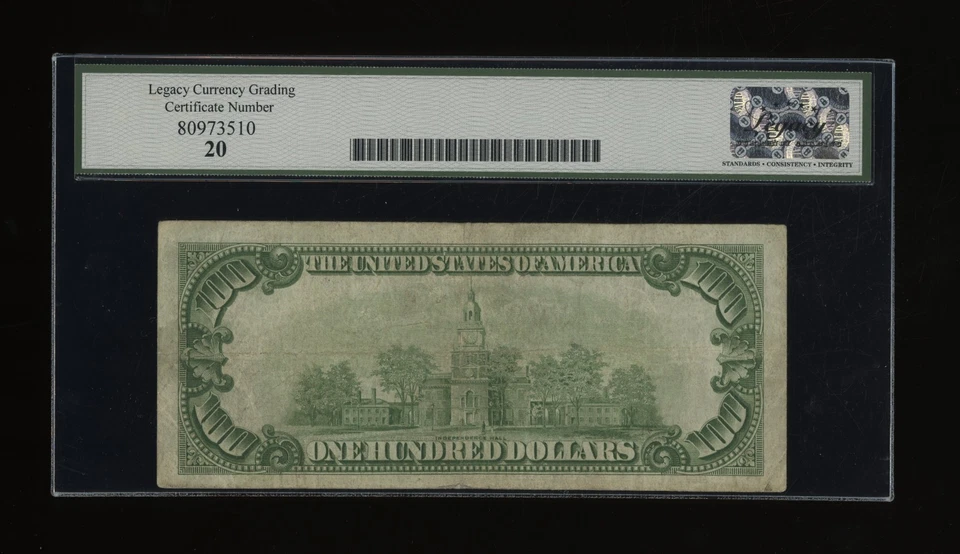 Legacy Currency Grading
Certificate Number
80973510
20
Legacy
STANDARDS • CONSISTENCY • INTEGRITY
THE UNITED STATES OF AMERICA
100
100
INDEPENDENCE HALL
100
100
ONE HUNDRED DOLLARS